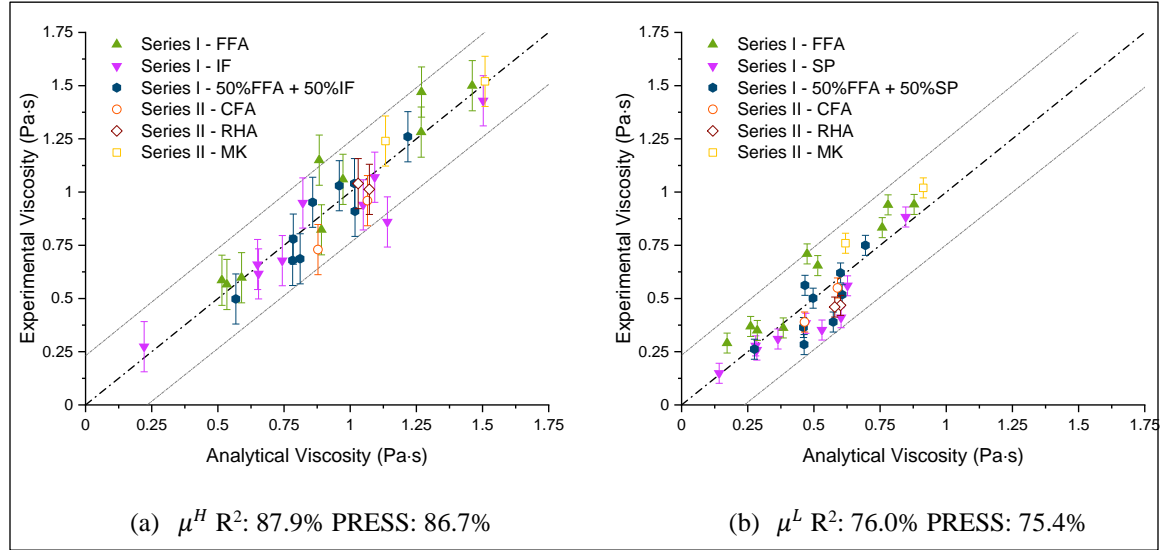 1.75
1.5
1.25
1
0.75
0.5
0.25
0
Experimental Viscosity (Pa·s)
Series I - FFA
Series I - IF
Series I - 50%FFA + 50%IF
Series II - CFA
Series II - RHA
Series II - MK
0 0.25 0.5 0.75 1 1.25 1.5 1.75
Analytical Viscosity (Pa·s)
(a) μ^H R²: 87.9% PRESS: 86.7%
1.75
1.5
1.25
1
0.75
0.5
0.25
0
Experimental Viscosity (Pa·s)
Series I - FFA
Series I - SP
Series I - 50%FFA + 50%SP
Series II - CFA
Series II - RHA
Series II - MK
0 0.25 0.5 0.75 1 1.25 1.5 1.75
Analytical Viscosity (Pa·s)
(b) μ^L R²: 76.0% PRESS: 75.4%